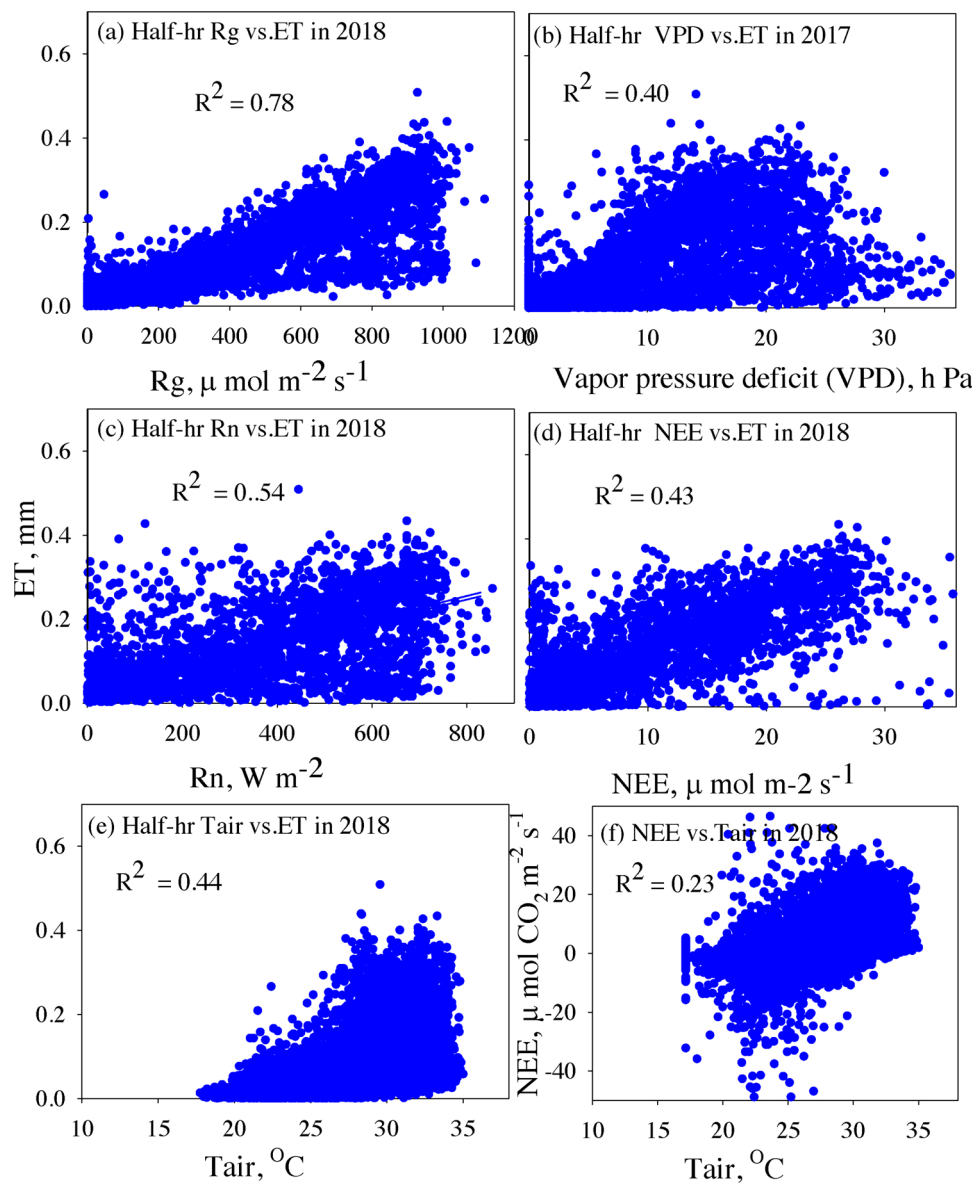 (a) Half-hr Rg vs.ET in 2018
R2 = 0.78
0.6
0.4
0.2
0.0
0 200 400 600 800 1000 1200
Rg, μ mol m-2 s-1
(b) Half-hr VPD vs.ET in 2017
R2 = 0.40
0 10 20 30
Vapor pressure deficit (VPD), h Pa
(c) Half-hr Rn vs.ET in 2018
R2 = 0..54
ET, mm
0.6
0.4
0.2
0.0
0 200 400 600 800
Rn, W m-2
(d) Half-hr NEE vs.ET in 2018
R2 = 0.43
0 10 20 30
NEE, μ mol m-2 s-1
(e) Half-hr Tair vs.ET in 2018
R2 = 0.44
0.6
0.4
0.2
0.0
10 15 20 25 30 35
Tair, OC
(f) NEE vs.Tair in 2018
R2 = 0.23
NEE, μ mol CO2 m-2 s-1
40
20
0
-20
-40
10 15 20 25 30 35
Tair, OC